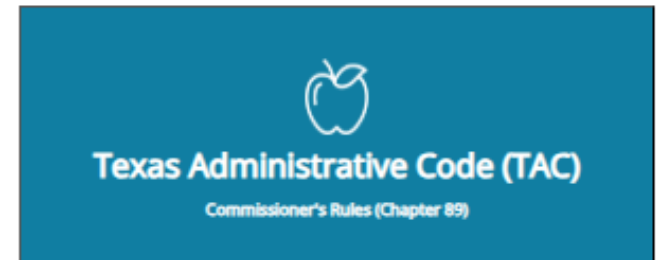 Texas Administrative Code (TAC)
Commissioner's Rules (Chapter 89)